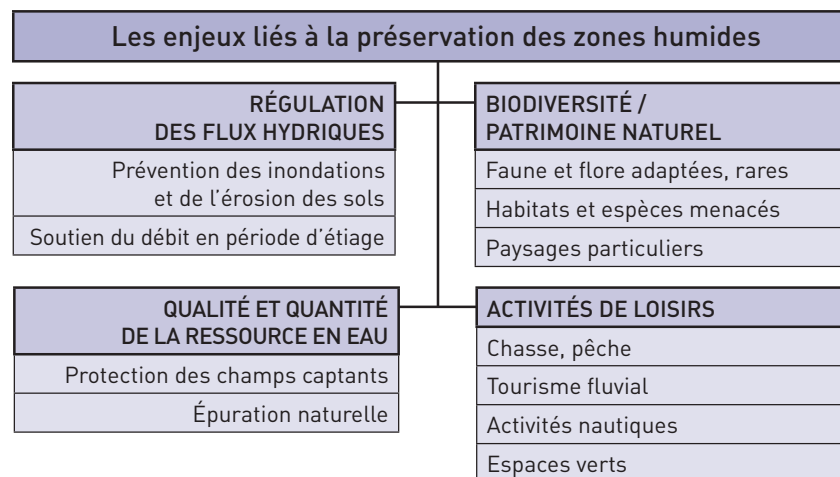 Les enjeux liés à la préservation des zones humides
RÉGULATION
DES FLUX HYDRIQUES
Prévention des inondations
et de l'érosion des sols
Soutien du débit en période d'étiage
BIODIVERSITÉ /
PATRIMOINE NATUREL
Faune et flore adaptées, rares
Habitats et espèces menacés
Paysages particuliers
QUALITÉ ET QUANTITÉ
DE LA RESSOURCE EN EAU
Protection des champs captants
Épuration naturelle
ACTIVITÉS DE LOISIRS
Chasse, pêche
Tourisme fluvial
Activités nautiques
Espaces verts